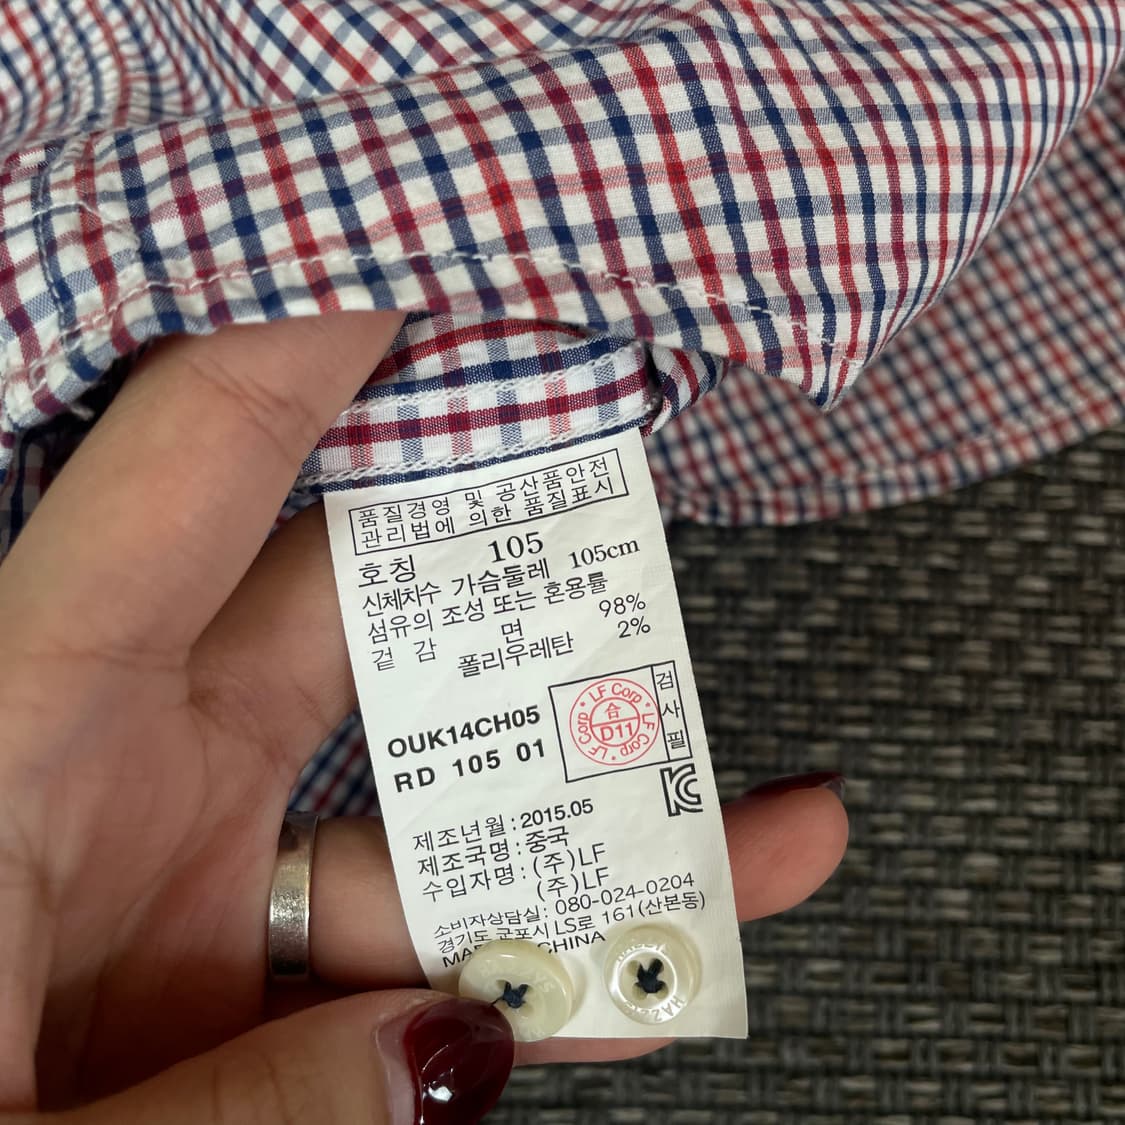 품질경영 및 공산품안전
관리법에 의한 품질표시
호칭 105
신체치수 가슴둘레 105cm
섬유의 조성 또는 혼용률
겉감 면 98%
폴리우레탄 2%
OUK14CH05
RD 105 01
LF Corp · LF Corp · LF Corp ·
合
D11
검사필
KC
제조년월 : 2015.05
제조국명 : 중국
수입자명 : (주)LF
(주)LF
소비자상담실: 080-024-0204
경기도 군포시 LS로 161(산본동)
CHINA